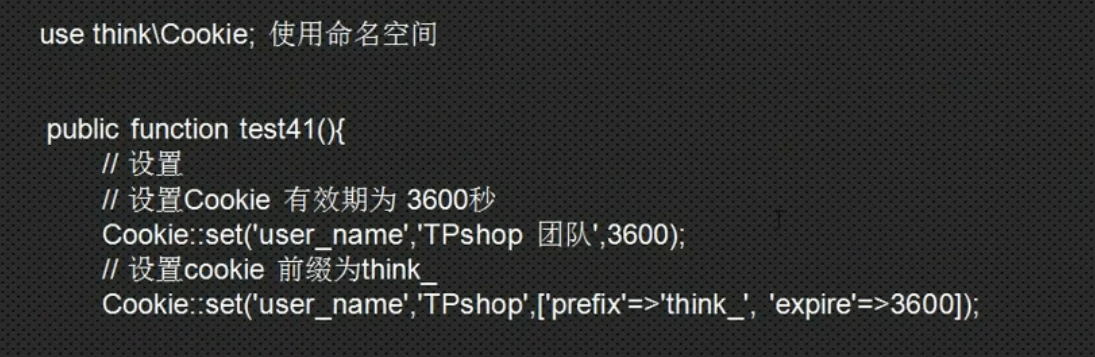 use think\Cookie; 使用命名空间
public function test41(){
// 设置
// 设置Cookie 有效期为 3600秒
Cookie::set('user_name','TPshop 团队',3600);
// 设置cookie 前缀为think_
Cookie::set('user_name','TPshop',['prefix'=>'think_', 'expire'=>3600]);